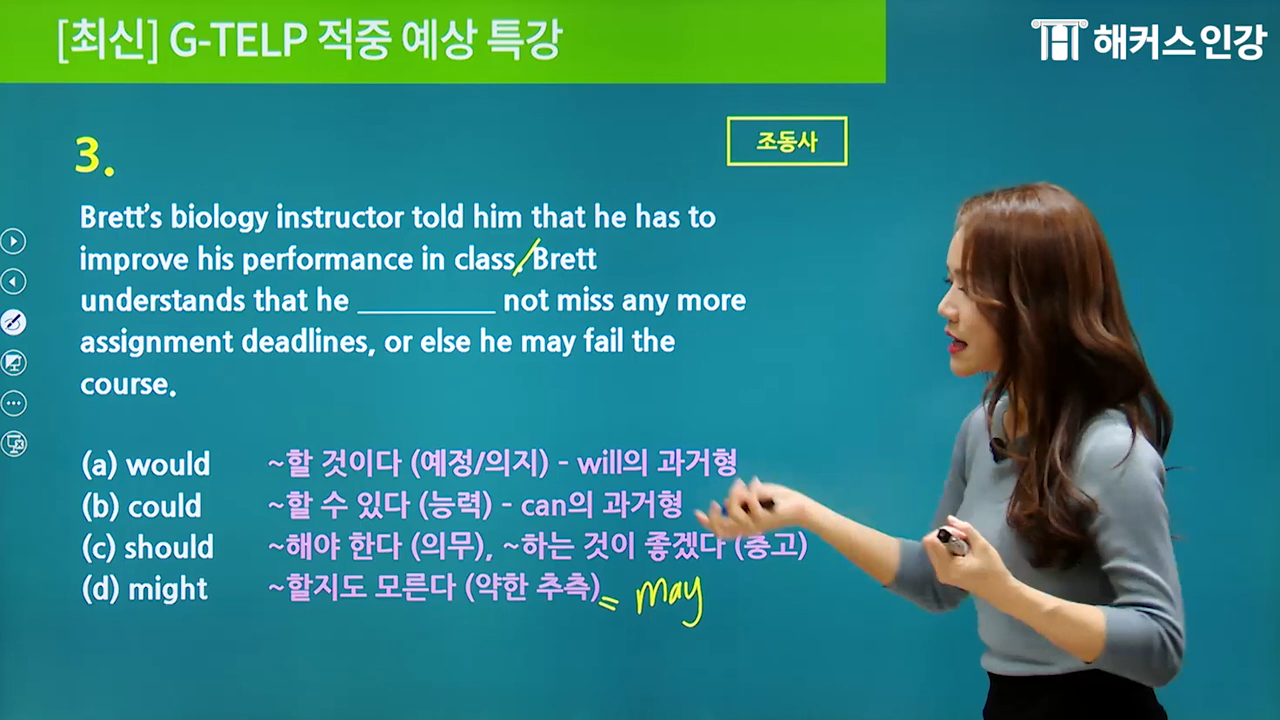 [최신] G-TELP 적중 예상 특강
해커스인강
조동사
3.
Brett's biology instructor told him that he has to
improve his performance in class. Brett
understands that he __________ not miss any more
assignment deadlines, or else he may fail the
course.
(a) would ~할 것이다 (예정/의지) - will의 과거형
(b) could ~할 수 있다 (능력) - can의 과거형
(c) should ~해야 한다 (의무), ~하는 것이 좋겠다 (충고)
(d) might ~할지도 모른다 (약한 추측) = may